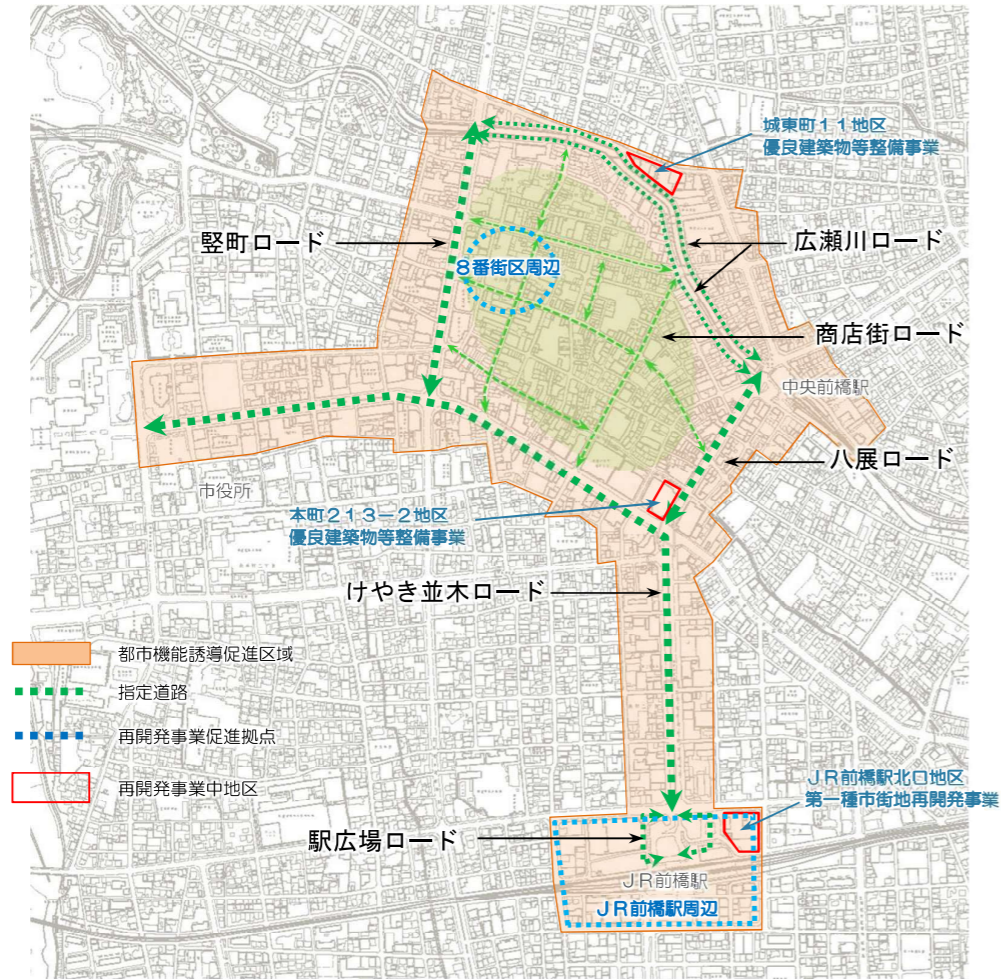 城東町11地区
優良建築物等整備事業
竪町ロード
広瀬川ロード
8番街区周辺
商店街ロード
中央前橋駅
八展ロード
市役所
本町213-2地区
優良建築物等整備事業
けやき並木ロード
都市機能誘導促進区域
指定道路
再開発事業促進拠点
再開発事業中地区
JR前橋駅北口地区
第一種市街地再開発事業
駅広場ロード
JR前橋駅
JR前橋駅周辺